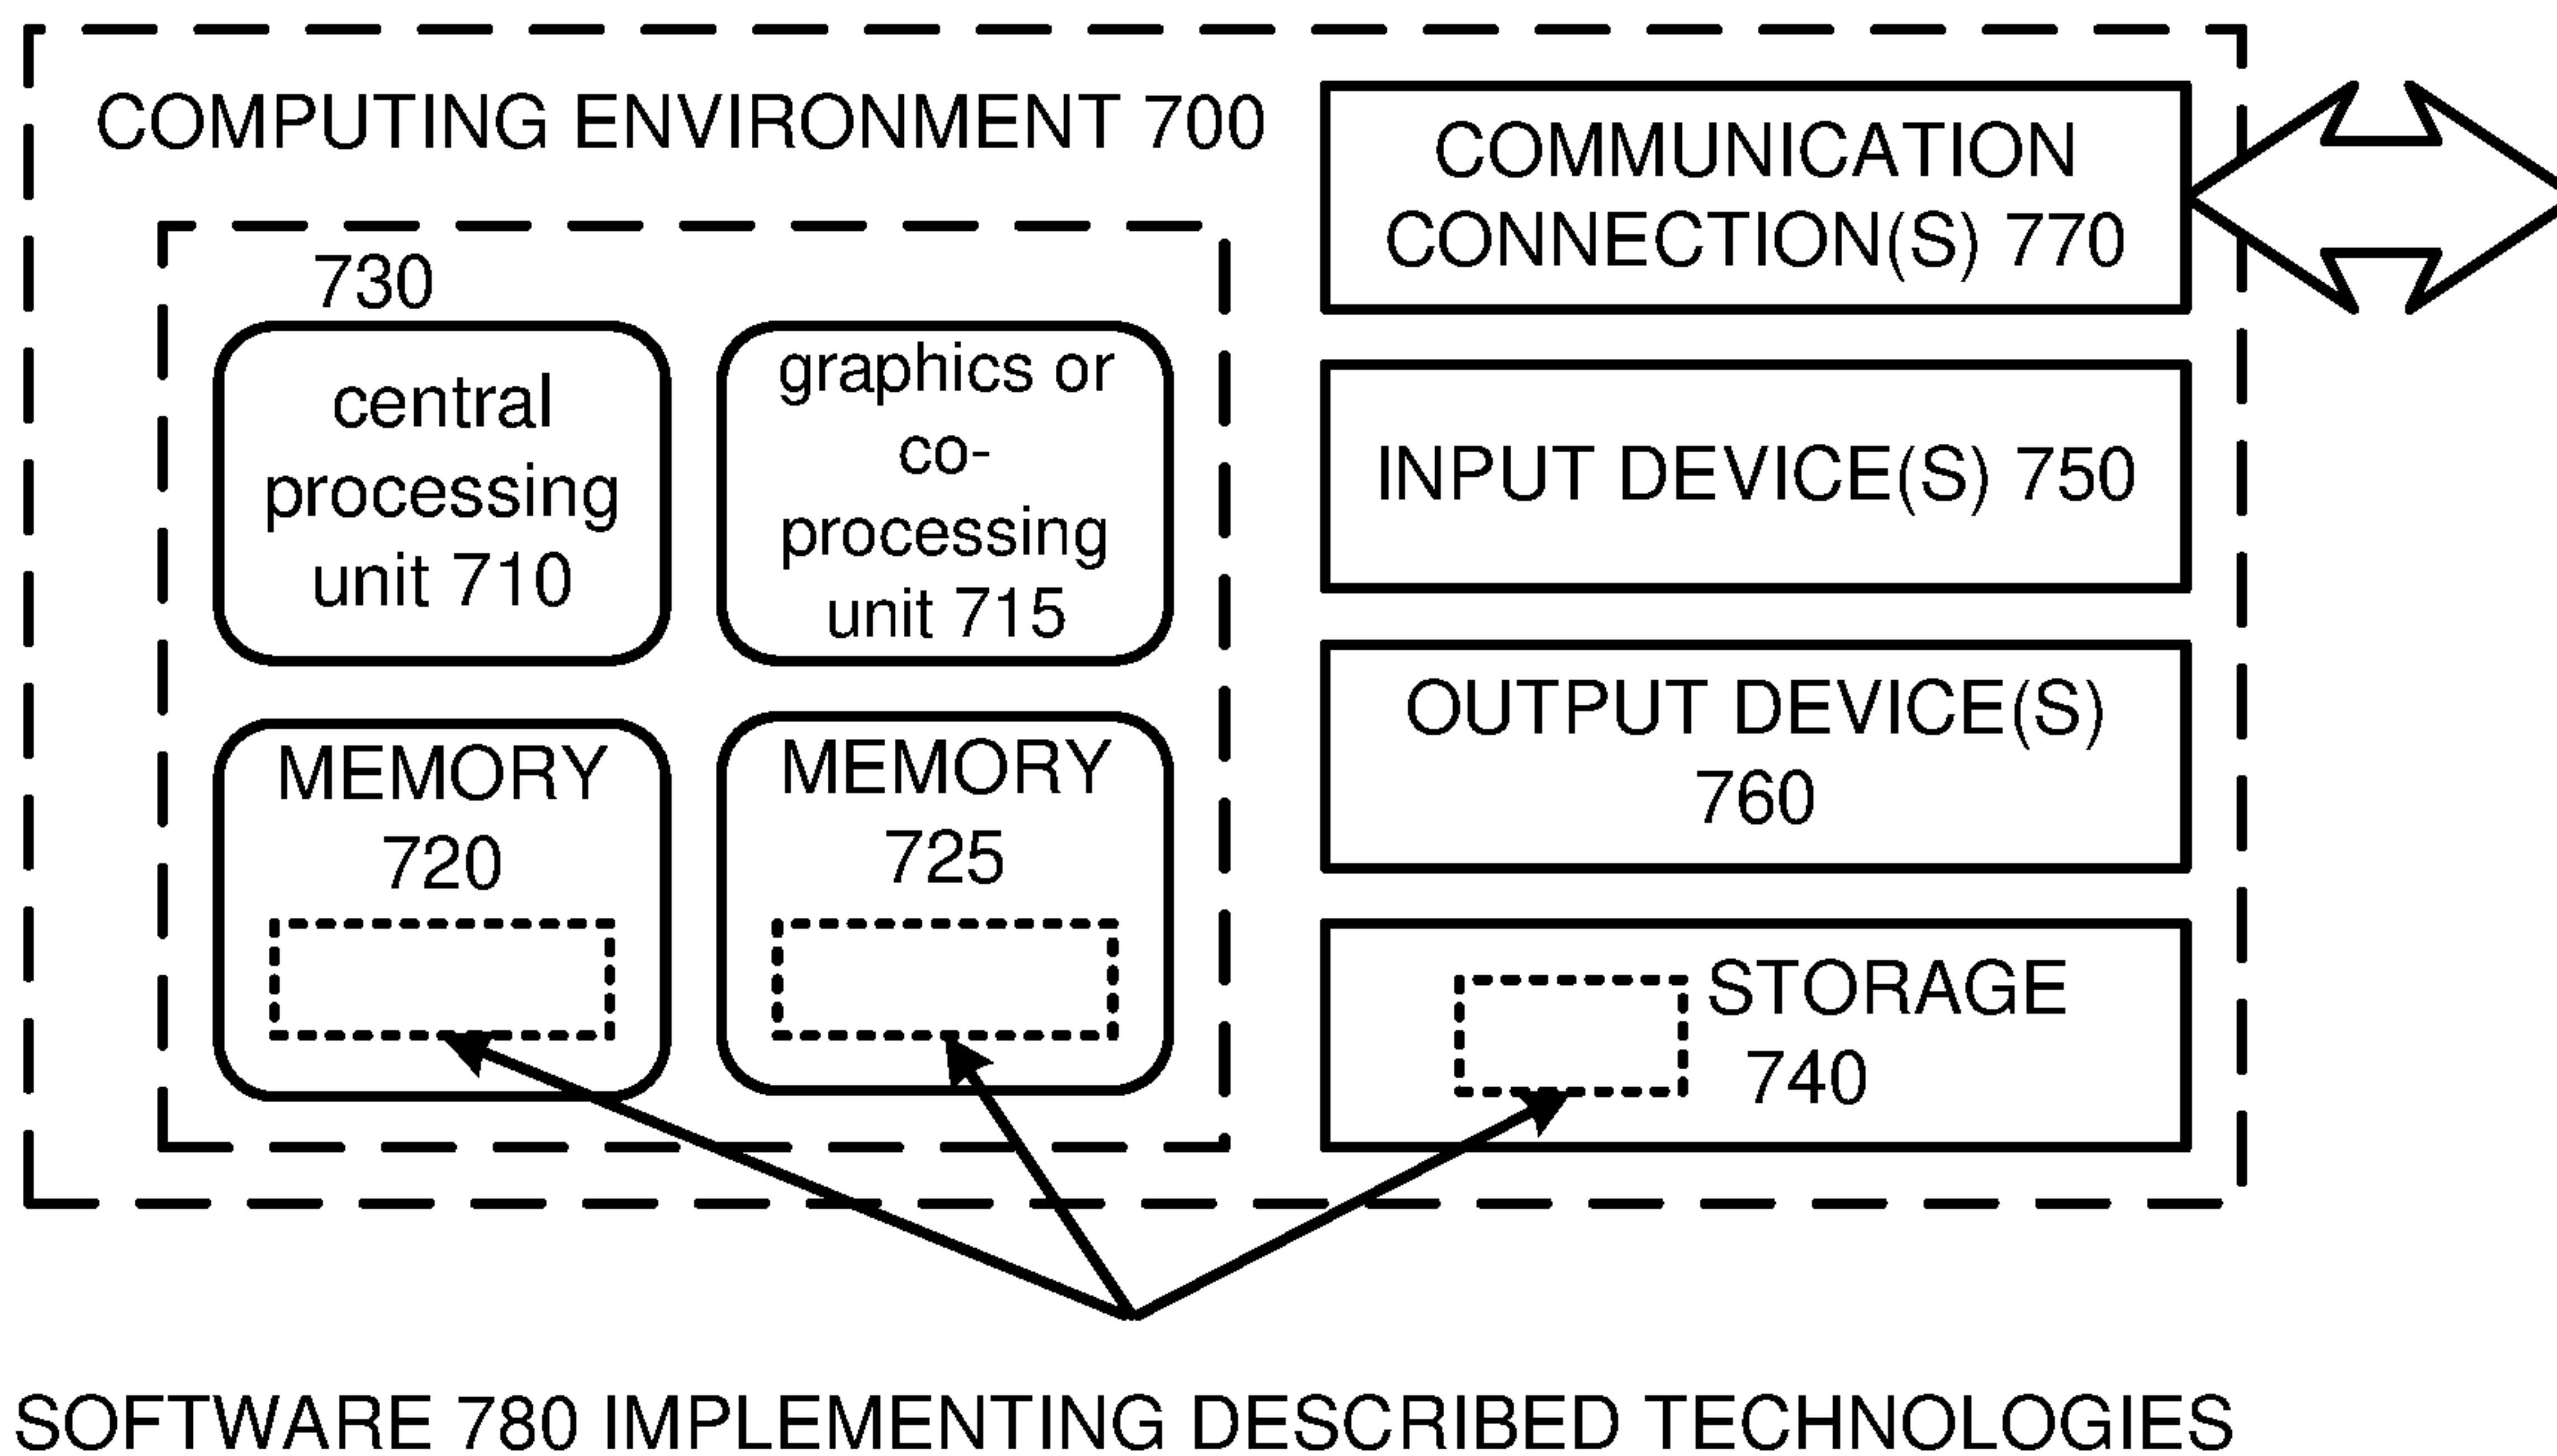 COMPUTING ENVIRONMENT 700
730
central
processing
unit 710
graphics or
co-
processing
unit 715
MEMORY
720
MEMORY
725
COMMUNICATION
CONNECTION(S) 770
INPUT DEVICE(S) 750
OUTPUT DEVICE(S)
760
STORAGE
740
SOFTWARE 780 IMPLEMENTING DESCRIBED TECHNOLOGIES